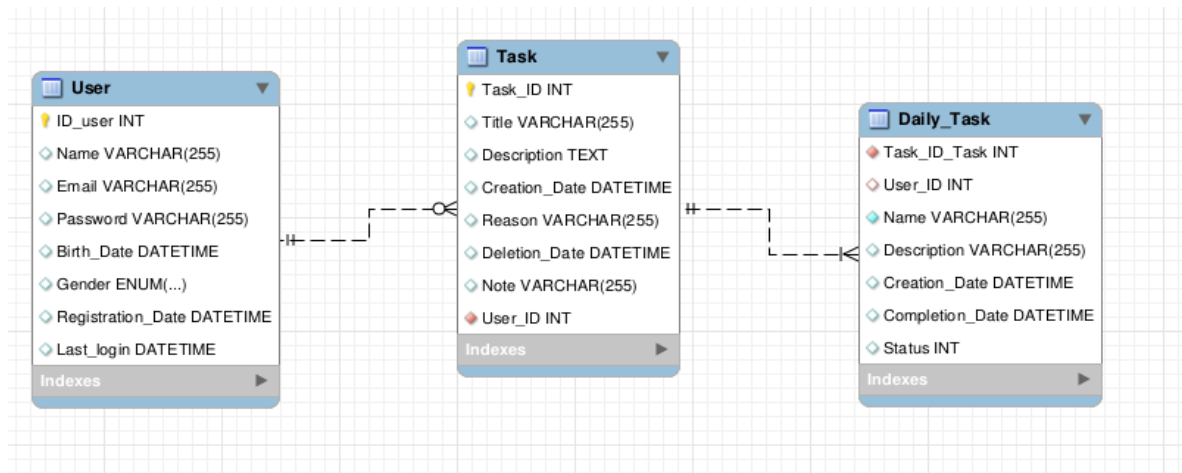 User
ID_user INT
Name VARCHAR(255)
Email VARCHAR(255)
Password VARCHAR(255)
Birth_Date DATETIME
Gender ENUM(...)
Registration_Date DATETIME
Last_login DATETIME
Indexes
Task
Task_ID INT
Title VARCHAR(255)
Description TEXT
Creation_Date DATETIME
Reason VARCHAR(255)
Deletion_Date DATETIME
Note VARCHAR(255)
User_ID INT
Indexes
Daily_Task
Task_ID_Task INT
User_ID INT
Name VARCHAR(255)
Description VARCHAR(255)
Creation_Date DATETIME
Completion_Date DATETIME
Status INT
Indexes